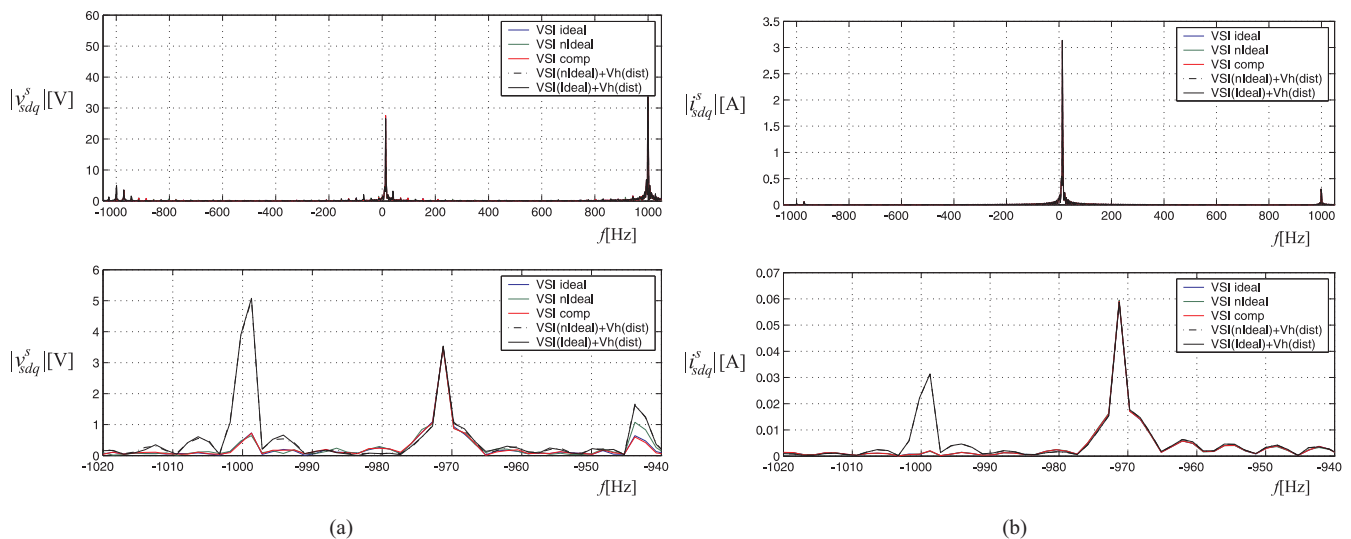 60
50
40
30
20
10
0
|v^s_sdq| [V]
VSI ideal
VSI nIdeal
VSI comp
VSI(nIdeal)+Vh(dist)
VSI(Ideal)+Vh(dist)
-1000 -800 -600 -400 -200 0 200 400 600 800 1000
f[Hz]
3.5
3
2.5
2
1.5
1
0.5
0
|i^s_sdq| [A]
VSI ideal
VSI nIdeal
VSI comp
VSI(nIdeal)+Vh(dist)
VSI(Ideal)+Vh(dist)
-1000 -800 -600 -400 -200 0 200 400 600 800 1000
f[Hz]
6
5
4
3
2
1
0
|v^s_sdq| [V]
VSI ideal
VSI nIdeal
VSI comp
VSI(nIdeal)+Vh(dist)
VSI(Ideal)+Vh(dist)
-1020 -1010 -1000 -990 -980 -970 -960 -950 -940
f[Hz]
0.07
0.06
0.05
0.04
0.03
0.02
0.01
0
|i^s_sdq| [A]
VSI ideal
VSI nIdeal
VSI comp
VSI(nIdeal)+Vh(dist)
VSI(Ideal)+Vh(dist)
-1020 -1010 -1000 -990 -980 -970 -960 -950 -940
f[Hz]
(a)
(b)